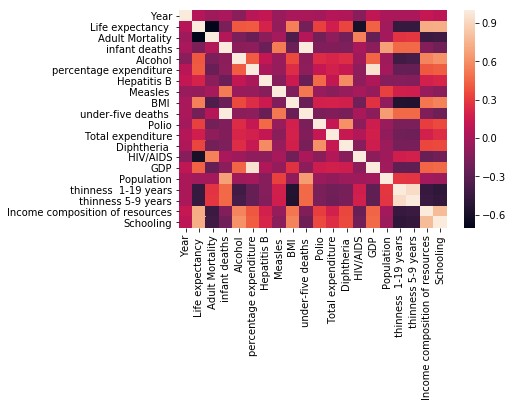 Year
Life expectancy
Adult Mortality
infant deaths
Alcohol
percentage expenditure
Hepatitis B
Measles
BMI
under-five deaths
Polio
Total expenditure
Diphtheria
HIV/AIDS
GDP
Population
thinness 1-19 years
thinness 5-9 years
Income composition of resources
Schooling
Year
Life expectancy
Adult Mortality
infant deaths
Alcohol
percentage expenditure
Hepatitis B
Measles
BMI
under-five deaths
Polio
Total expenditure
Diphtheria
HIV/AIDS
GDP
Population
thinness 1-19 years
thinness 5-9 years
Income composition of resources
Schooling
0.9
0.6
0.3
0.0
−0.3
−0.6